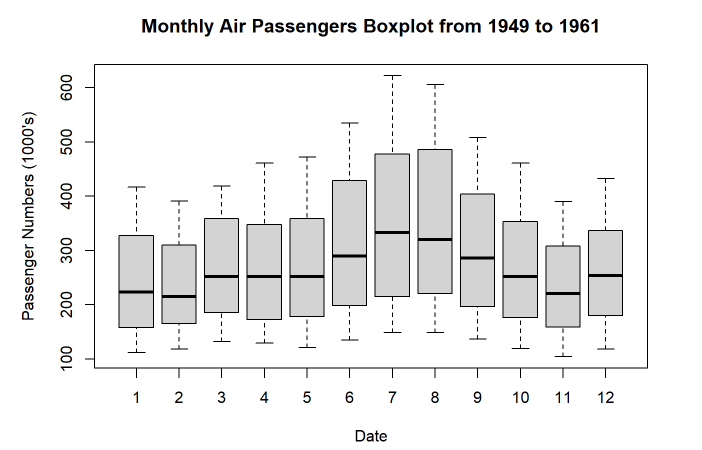 Monthly Air Passengers Boxplot from 1949 to 1961
Passenger Numbers (1000's)
600
500
400
300
200
100
1 2 3 4 5 6 7 8 9 10 11 12
Date